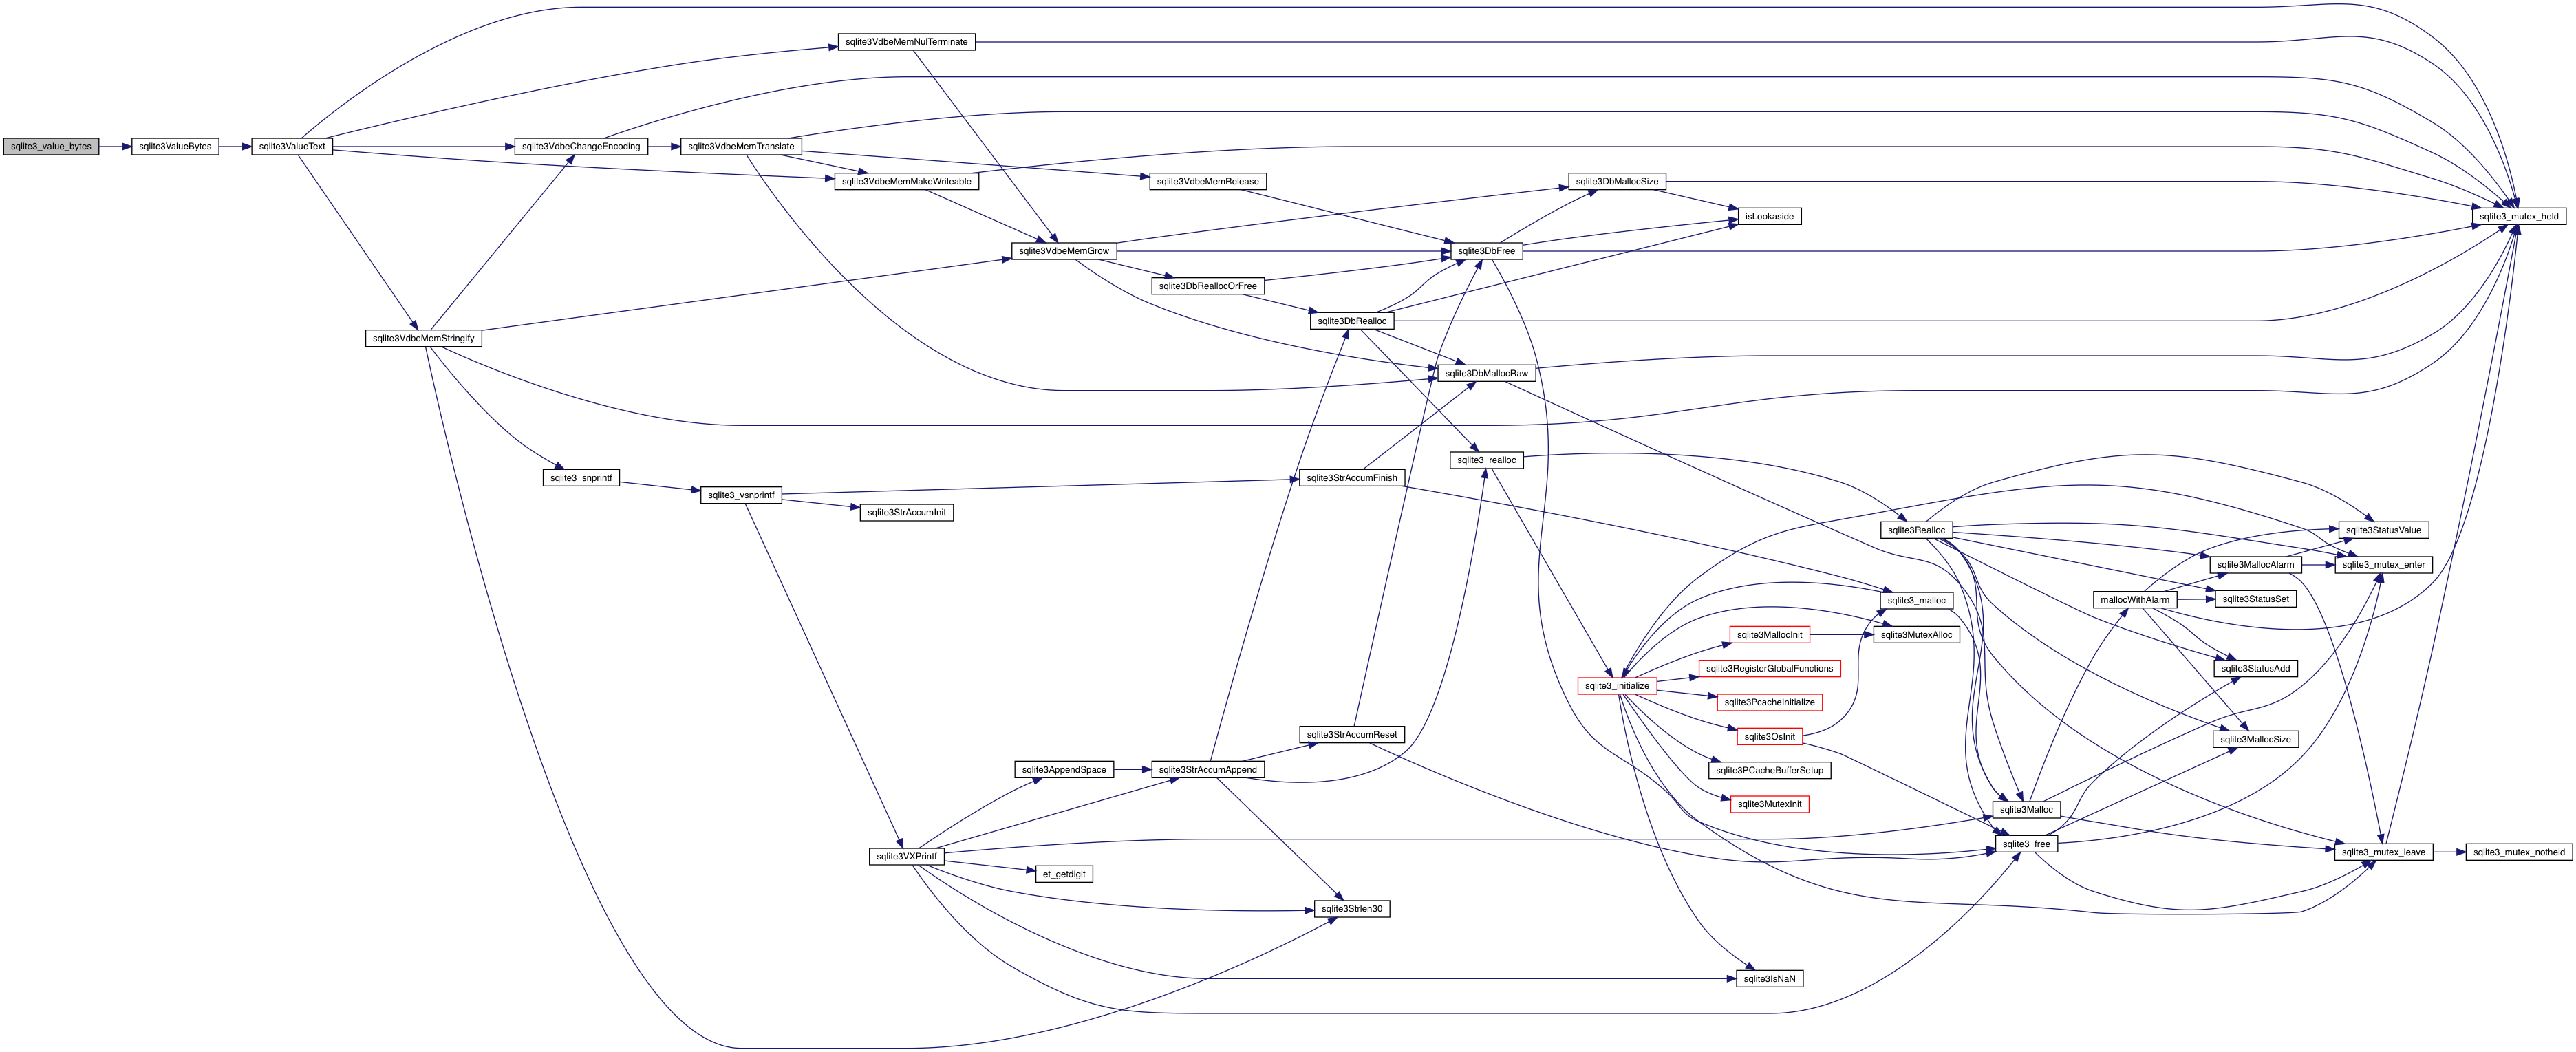 sqlite3_value_bytes
sqlite3ValueBytes
sqlite3ValueText
sqlite3VdbeMemStringify
sqlite3VdbeChangeEncoding
sqlite3_snprintf
sqlite3VdbeMemTranslate
sqlite3_vsnprintf
sqlite3VdbeMemNulTerminate
sqlite3VdbeMemMakeWriteable
sqlite3StrAccumInit
sqlite3VXPrintf
sqlite3VdbeMemGrow
sqlite3AppendSpace
et_getdigit
sqlite3VdbeMemRelease
sqlite3DbReallocOrFree
sqlite3StrAccumAppend
sqlite3DbRealloc
sqlite3StrAccumFinish
sqlite3StrAccumReset
sqlite3Strlen30
sqlite3DbFree
sqlite3DbMallocRaw
sqlite3_realloc
sqlite3DbMallocSize
sqlite3_initialize
isLookaside
sqlite3MallocInit
sqlite3RegisterGlobalFunctions
sqlite3PcacheInitialize
sqlite3OsInit
sqlite3PCacheBufferSetup
sqlite3MutexInit
sqlite3IsNaN
sqlite3Realloc
sqlite3_malloc
sqlite3MutexAlloc
sqlite3Malloc
sqlite3_free
mallocWithAlarm
sqlite3MallocAlarm
sqlite3StatusSet
sqlite3StatusAdd
sqlite3MallocSize
sqlite3StatusValue
sqlite3_mutex_enter
sqlite3_mutex_leave
sqlite3_mutex_held
sqlite3_mutex_notheld